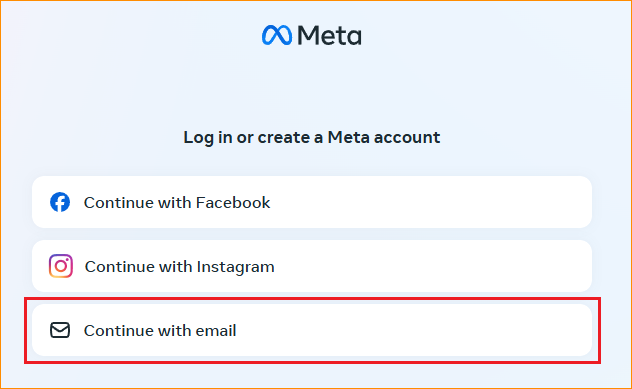 Meta
Log in or create a Meta account
Continue with Facebook
Continue with Instagram
Continue with email